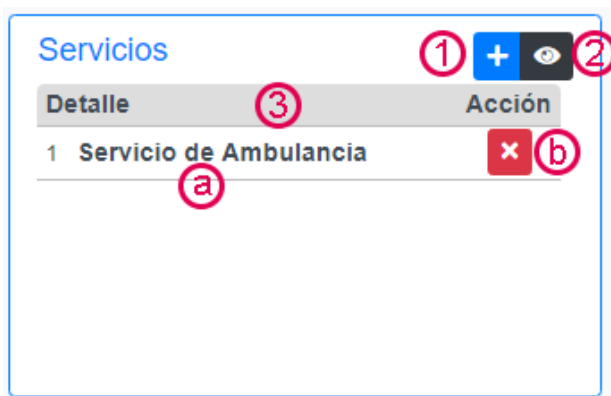 Servicios 1 + 2
Detalle 3 Acción
1 Servicio de Ambulancia × b
a